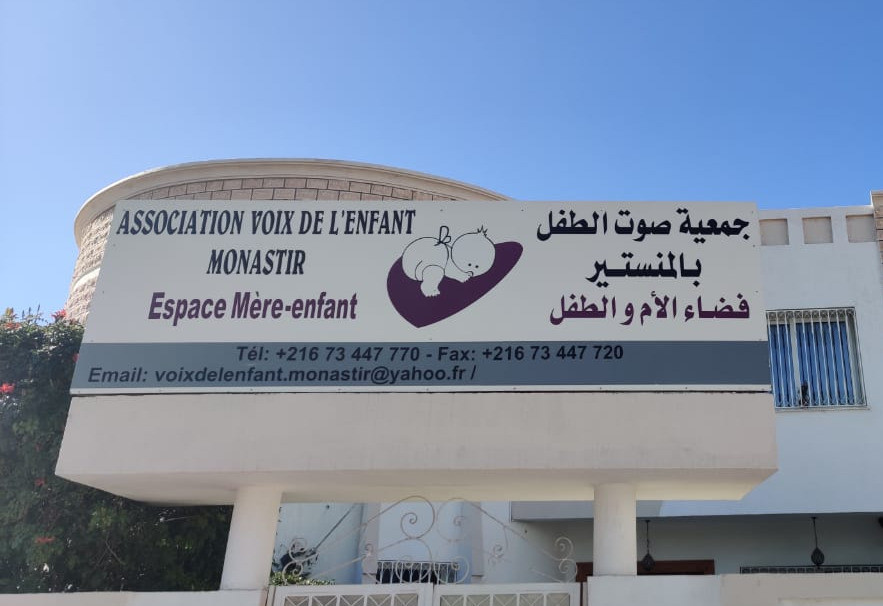 ASSOCIATION VOIX DE L'ENFANT
MONASTIR
Espace Mère-enfant
جمعية صوت الطفل
بالمنستير
فضاء الأم و الطفل
Tél: +216 73 447 770 - Fax: +216 73 447 720
Email: voixdelenfant.monastir@yahoo.fr /